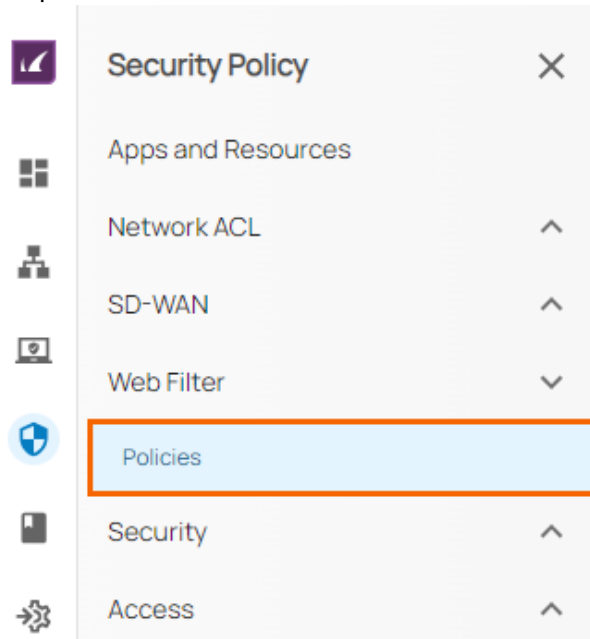 Security Policy
Apps and Resources
Network ACL
SD-WAN
Web Filter
Policies
Security
Access